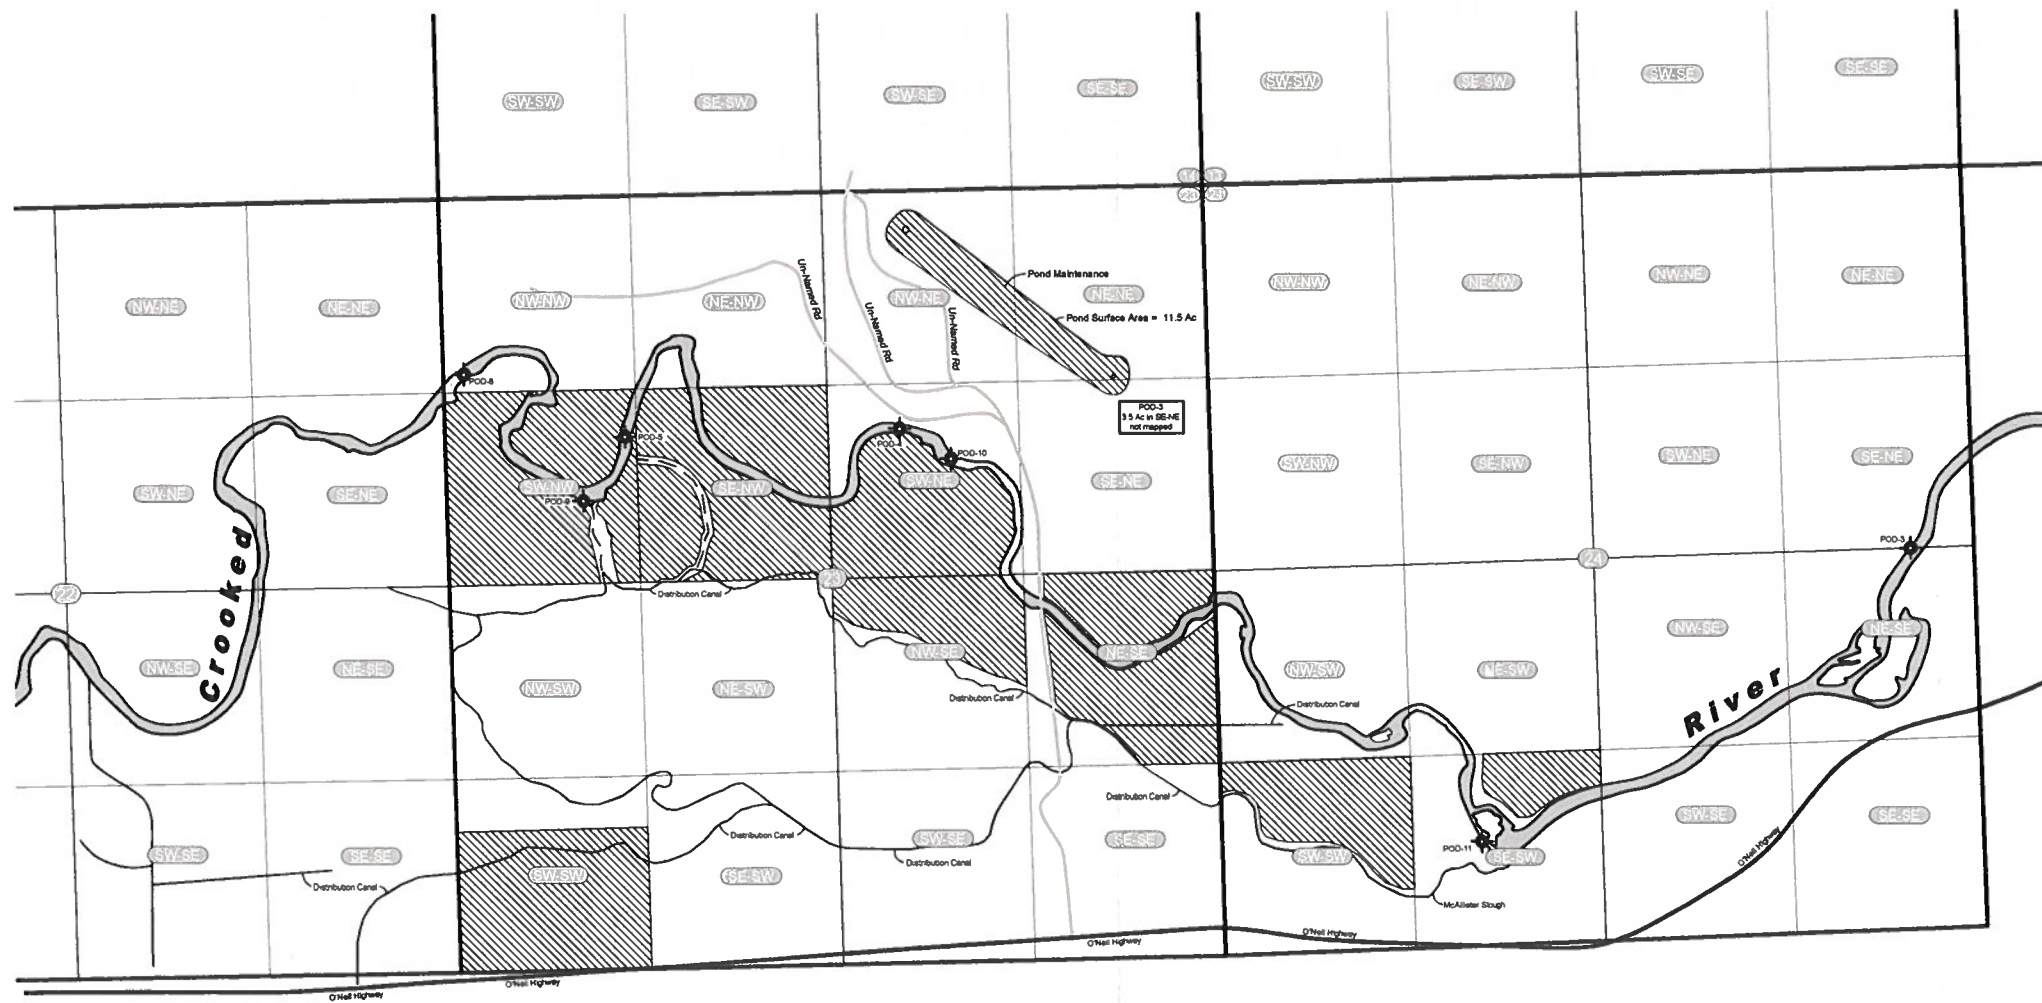 SW-SW
SE-SW
SW-SE
SE-SE
SW-SW
SE-SW
SW-SE
SE-SE
23
24
Pond Maintenance
NW-NE
NE-NE
NW-NW
NE-NW
Un-Named Rd
NW-NE
NE-NE
NW-NW
NE-NW
NW-NE
NE-NE
Pond Surface Area = 11.5 Ac
Un-Named Rd
Un-Named Rd
POD-8
POD-3
3.5 Ac in SE-NE
not mapped
POD-10
SW-NE
SE-NE
SW-NW
SE-NW
SW-NE
SE-NE
SW-NW
SE-NW
SW-NE
SE-NE
POD-9
POD-3
Crooked
22
23
24
Distribution Canal
NW-SE
NE-SE
NW-SW
NE-SW
NW-SE
NE-SE
NW-SW
NE-SW
NW-SE
NE-SE
Distribution Canal
Distribution Canal
River
Distribution Canal
Distribution Canal
SW-SE
SE-SE
SW-SW
SE-SW
SW-SE
SE-SE
SW-SW
POD-11
SE-SW
SW-SE
SE-SE
Distribution Canal
Distribution Canal
McAllister Slough
O'Neil Highway
O'Neil Highway
O'Neil Highway
O'Neil Highway
O'Neil Highway